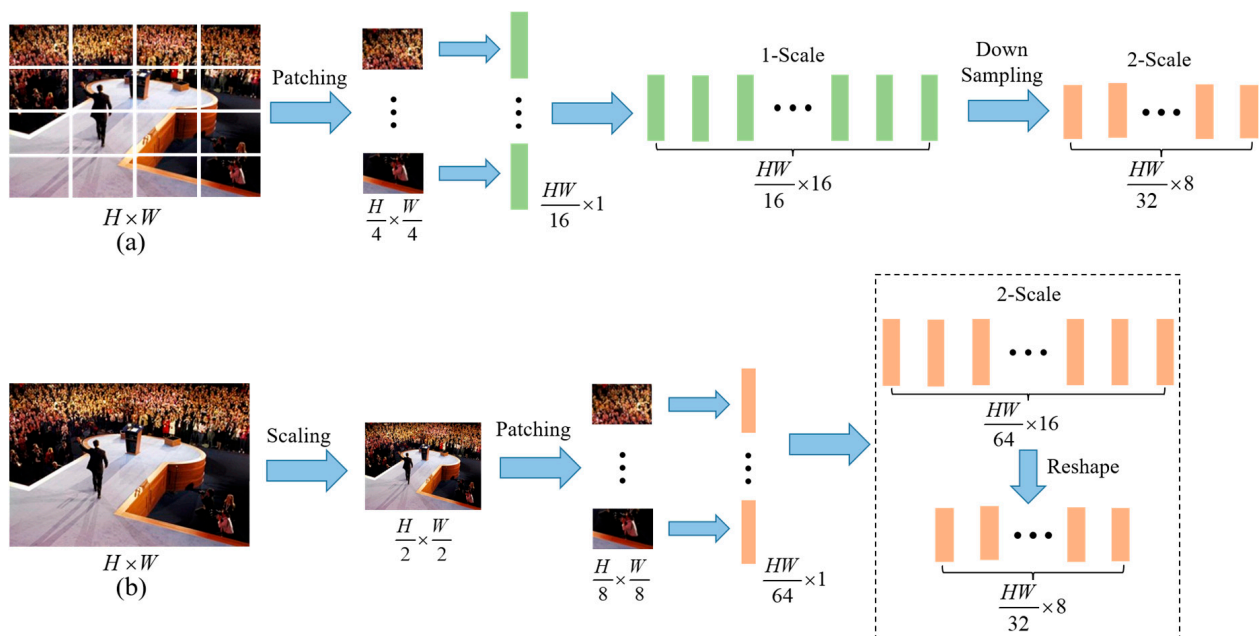 Patching
1-Scale
Down
Sampling
2-Scale
H×W
H/4 × W/4
HW/16 ×1
HW/16 ×16
HW/32 ×8
(a)
2-Scale
Scaling
Patching
HW/64 ×16
Reshape
H×W
H/2 × W/2
H/8 × W/8
HW/64 ×1
HW/32 ×8
(b)